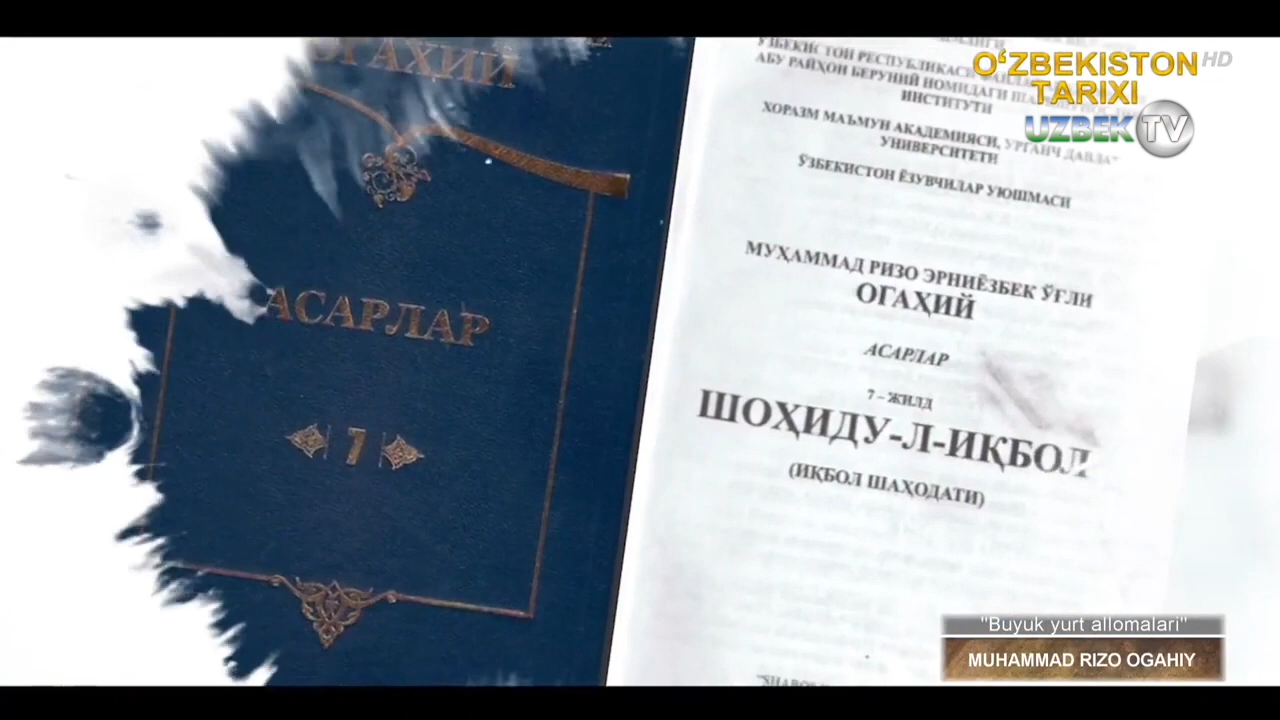 ОГАХИЙ
АСАРЛАР
7
ЎЗБЕКИСТОН РЕСПУБЛИКАСИ
АБУ РАЙҲОН БЕРУНИЙ НОМИДАГИ
ИНСТИТУТИ
ХОРАЗМ МАЪМУН АКАДЕМИЯСИ, УРГАНЧ ДАВЛАТ
УНИВЕРСИТЕТИ
ЎЗБЕКИСТОН ЁЗУВЧИЛАР УЮШМАСИ
МУҲАММАД РИЗО ЭРНИЁЗБЕК ЎҒЛИ
ОГАҲИЙ
АСАРЛАР
7 – ЖИЛД
ШОҲИДУ-Л-ИҚБОЛ
(ИҚБОЛ ШАҲОДАТИ)
O‘ZBEKISTON HD
TARIXI
UZBEK TV
"Buyuk yurt allomalari"
MUHAMMAD RIZO OGAHIY